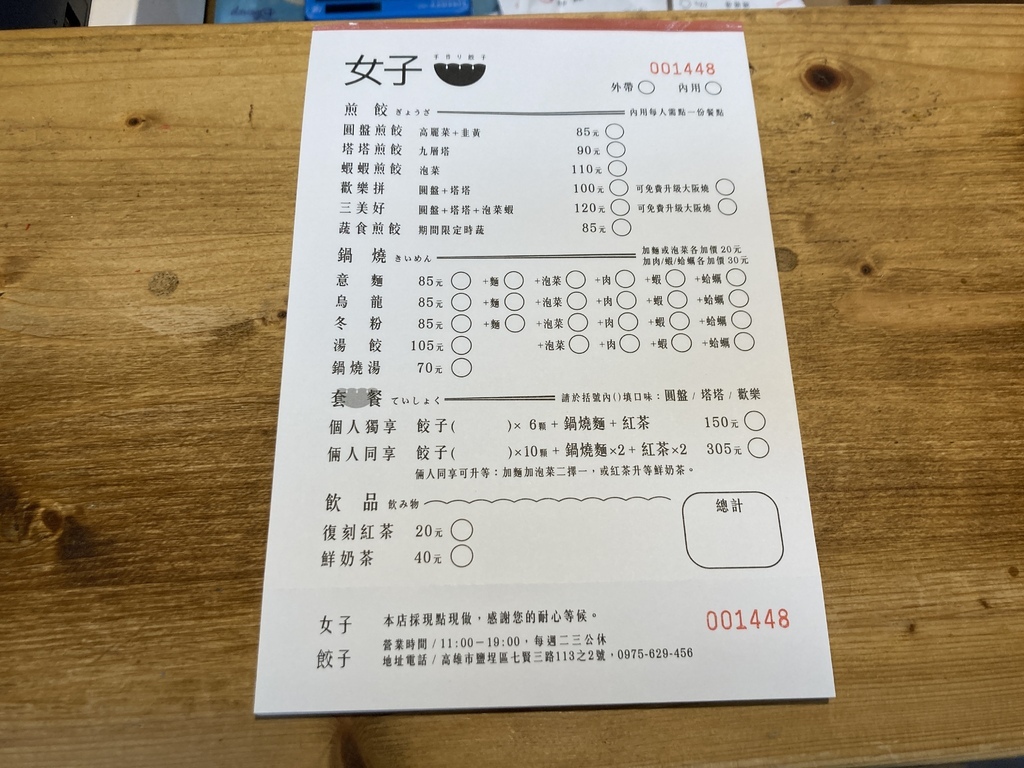 女子 手作り餃子
001448
外帶 內用
煎餃 ぎょうざ 內用每人需點一份餐點
圓盤煎餃 高麗菜+韭黃 85元
塔塔煎餃 九層塔 90元
蝦蝦煎餃 泡菜 110元
歡樂拼 圓盤+塔塔 100元 可免費升級大阪燒
三美好 圓盤+塔塔+泡菜蝦 120元 可免費升級大阪燒
蔬食煎餃 期間限定時蔬 85元
鍋燒 きいめん 加麵或泡菜各加價20元
加肉/蝦/蛤蠣各加價30元
意麵 85元 +麵 +泡菜 +肉 +蝦 +蛤蠣
烏龍 85元 +麵 +泡菜 +肉 +蝦 +蛤蠣
冬粉 85元 +麵 +泡菜 +肉 +蝦 +蛤蠣
湯餃 105元 +泡菜 +肉 +蝦 +蛤蠣
鍋燒湯 70元
套餐 ていしょく 請於括號內()填口味:圓盤/塔塔/歡樂
個人獨享 餃子( )×6顆+鍋燒麵+紅茶 150元
倆人同享 餃子( )×10顆+鍋燒麵×2+紅茶×2 305元
倆人同享可升等:加麵加泡菜二擇一,或紅茶升等鮮奶茶。
飲品 飲み物
總計
復刻紅茶 20元
鮮奶茶 40元
女子 本店採現點現做,感謝您的耐心等候。
001448
餃子 營業時間/11:00-19:00,每週二三公休
地址電話/高雄市鹽埕區七賢三路113之2號,0975-629-456